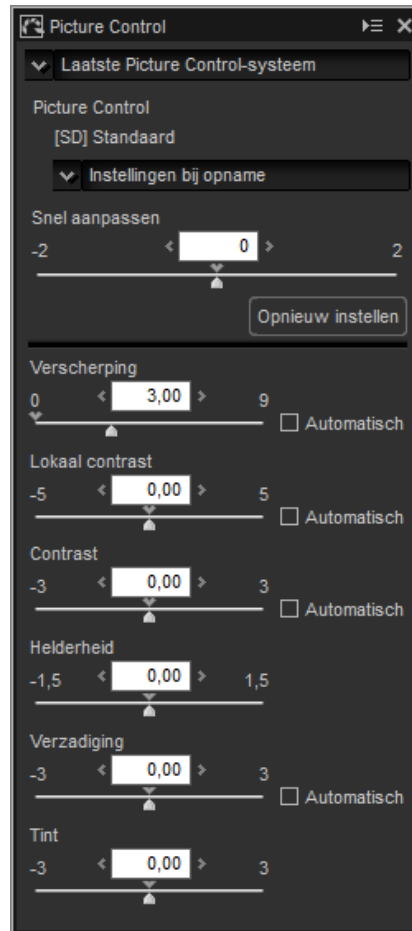 Picture Control
Laatste Picture Control-systeem
Picture Control
[SD] Standaard
Instellingen bij opname
Snel aanpassen
-2 0 2
Opnieuw instellen
Verscherping
0 3,00 9
Automatisch
Lokaal contrast
-5 0,00 5
Automatisch
Contrast
-3 0,00 3
Automatisch
Helderheid
-1,5 0,00 1,5
Verzadiging
-3 0,00 3
Automatisch
Tint
-3 0,00 3